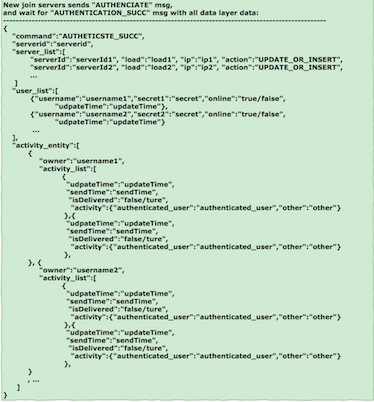 New join servers sends "AUTHENCIATE" msg,
and wait for "AUTHENTICATION_SUCC" msg with all data layer data:
--------------------------------------------------------------------------------
{
"command":"AUTHETICSTE_SUCC",
"serverid":"serverid",
"server_list":[
"serverId":"serverId1", "load":"load1", "ip":"ip1", "action":"UPDATE_OR_INSERT",
"serverId":"serverId2", "load":"load2", "ip":"ip2", "action":"UPDATE_OR_INSERT",
...
]
"user_list":[
{"username":"username1","secret1":"secret","online":"true/false",
"udpateTime":"updateTime"},
{"username":"username2","secret2":"secret","online":"true/false",
"udpateTime":"updateTime"}
...
],
"activity_entity":[
{
"owner":"username1",
"activity_list":[
{
"udpateTime":"updateTime",
"sendTime":"sendTime",
"isDelivered":"false/ture",
"activity":{"authenticated_user":"authenticated_user","other":"other"}
},{
"udpateTime":"updateTime",
"sendTime":"sendTime",
"isDelivered":"false/ture",
"activity":{"authenticated_user":"authenticated_user","other":"other"}
},
}, {
"owner":"username2",
"activity_list":[
{
"udpateTime":"updateTime",
"sendTime":"sendTime",
"isDelivered":"false/ture",
"activity":{"authenticated_user":"authenticated_user","other":"other"}
},{
"udpateTime":"updateTime",
"sendTime":"sendTime",
"isDelivered":"false/ture",
"activity":{"authenticated_user":"authenticated_user","other":"other"}
},
}
, ...
]
}